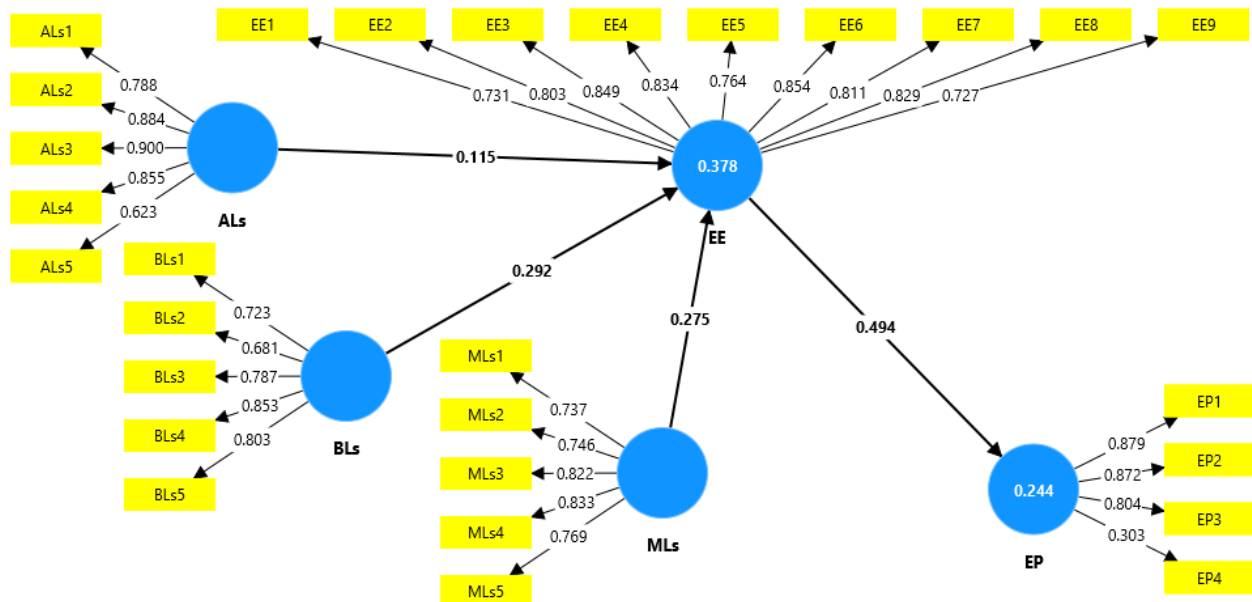 ALs1
ALs2
ALs3
ALs4
ALs5
0.788
0.884
0.900
0.855
0.623
ALs
EE1
EE2
EE3
EE4
EE5
EE6
EE7
EE8
EE9
0.731
0.803
0.849
0.834
0.764
0.854
0.811
0.829
0.727
0.378
EE
0.115
BLs1
BLs2
BLs3
BLs4
BLs5
0.723
0.681
0.787
0.853
0.803
BLs
0.292
MLs1
MLs2
MLs3
MLs4
MLs5
0.737
0.746
0.822
0.833
0.769
MLs
0.275
0.494
0.244
EP
0.879
0.872
0.804
0.303
EP1
EP2
EP3
EP4